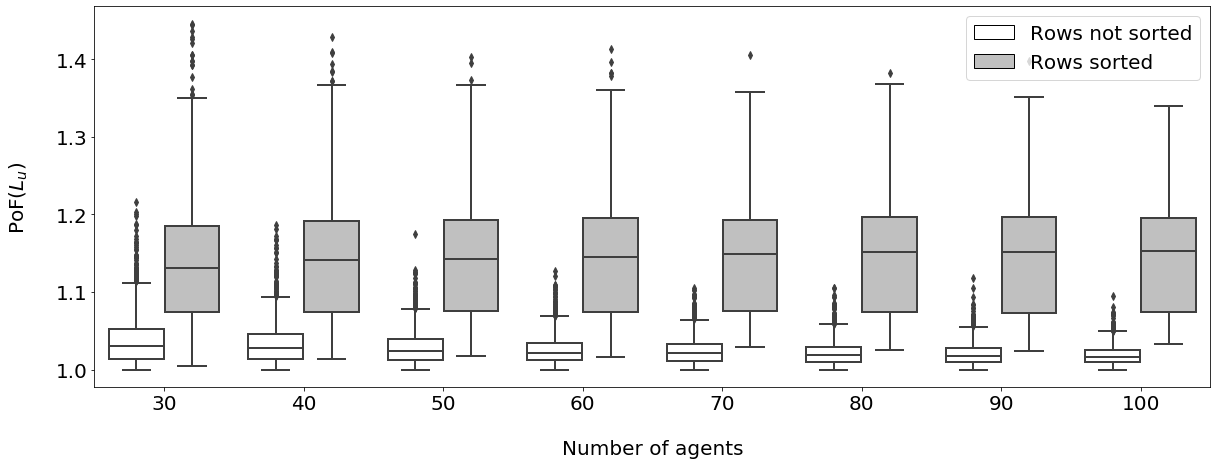 Rows not sorted
Rows sorted
PoF(L_u)
1.4
1.3
1.2
1.1
1.0
30 40 50 60 70 80 90 100
Number of agents